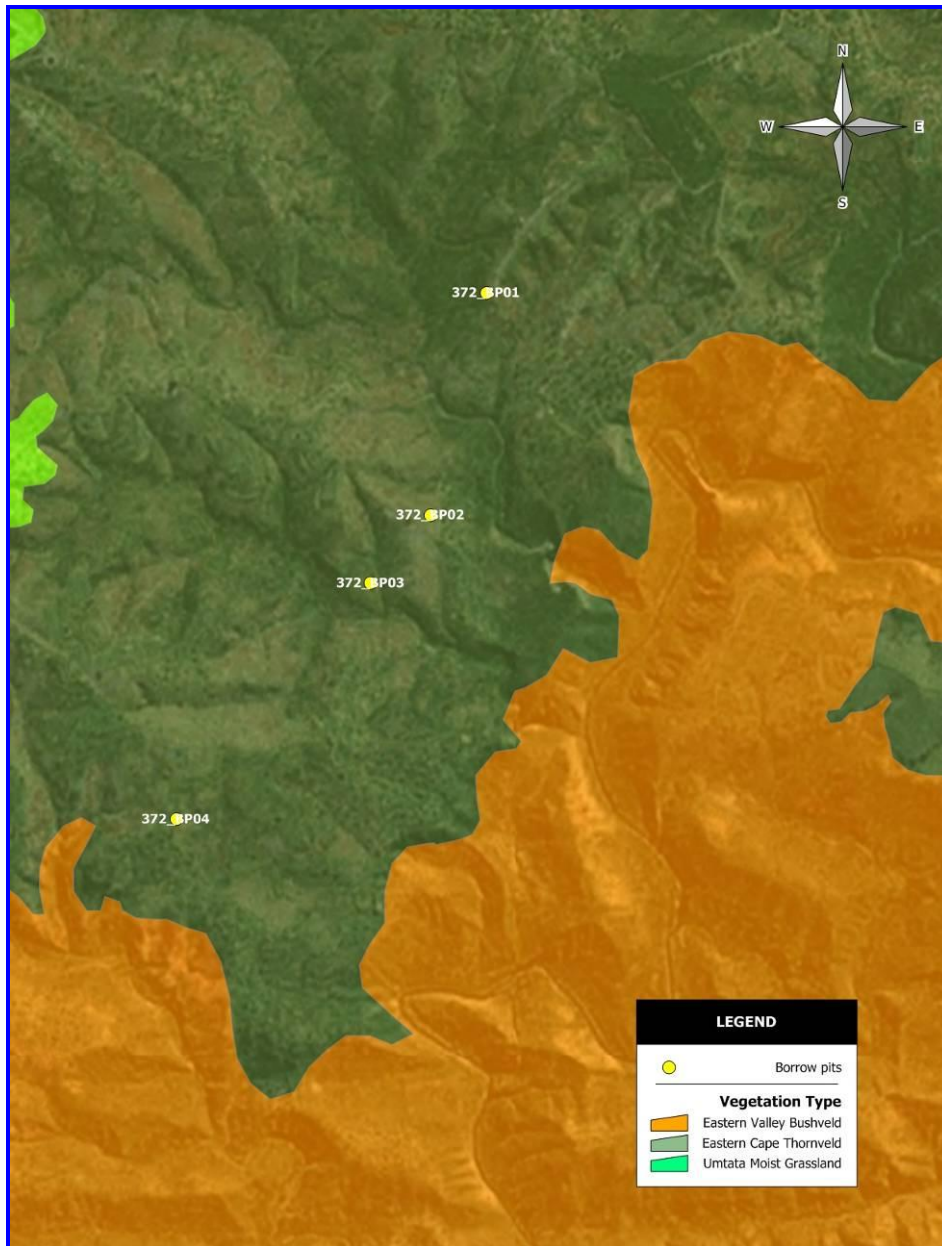 N
W E
S
372_BP01
372_BP02
372_BP03
372_BP04
LEGEND
Borrow pits
Vegetation Type
Eastern Valley Bushveld
Eastern Cape Thornveld
Umtata Moist Grassland